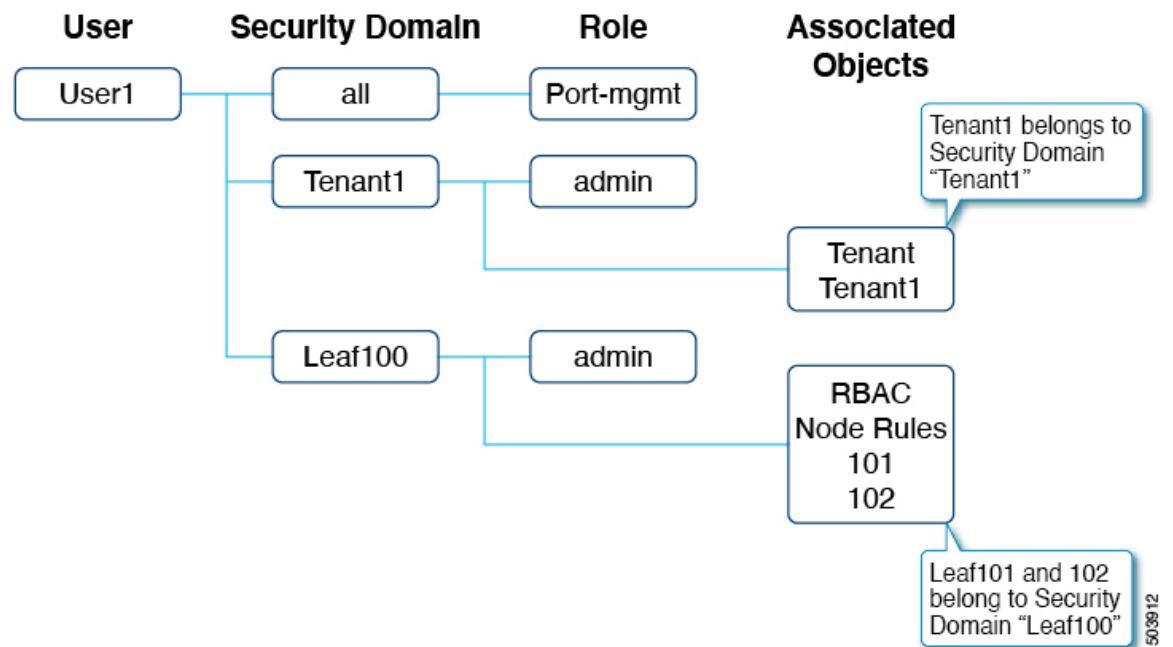 User
Security Domain
Role
Associated
Objects
User1
all
Port-mgmt
Tenant1 belongs to
Security Domain
“Tenant1”
Tenant1
admin
Tenant
Tenant1
Leaf100
admin
RBAC
Node Rules
101
102
Leaf101 and 102
belong to Security
Domain “Leaf100”
503912